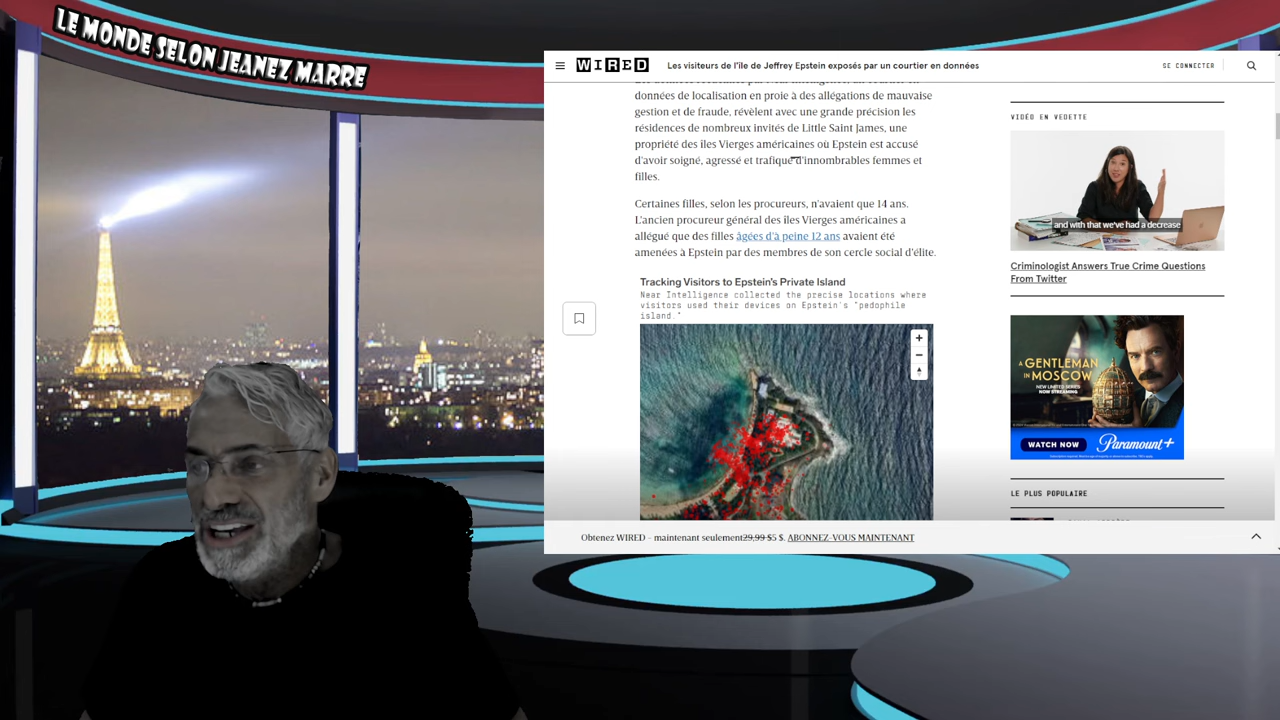 LE MONDE SELON JEANEZ MARRE
WIRED
Les visiteurs de l'île de Jeffrey Epstein exposés par un courtier en données
SE CONNECTER
données de localisation en proie à des allégations de mauvaise
gestion et de fraude, révèlent avec une grande précision les
résidences de nombreux invités de Little Saint James, une
propriété des îles Vierges américaines où Epstein est accusé
d'avoir soigné, agressé et trafiqué d'innombrables femmes et
filles.
Certaines filles, selon les procureurs, n'avaient que 14 ans.
L'ancien procureur général des îles Vierges américaines a
allégué que des filles âgées d'à peine 12 ans avaient été
amenées à Epstein par des membres de son cercle social d'élite.
Tracking Visitors to Epstein's Private Island
Near Intelligence collected the precise locations where
visitors used their devices on Epstein's "pedophile
island."
VIDÉO EN VEDETTE
and with that we've had a decrease
Criminologist Answers True Crime Questions
From Twitter
A GENTLEMAN
IN MOSCOW
NEW LIMITED SERIES
NOW STREAMING
WATCH NOW
Paramount+
LE PLUS POPULAIRE
Obtenez WIRED – maintenant seulement29,99 $5 $. ABONNEZ-VOUS MAINTENANT